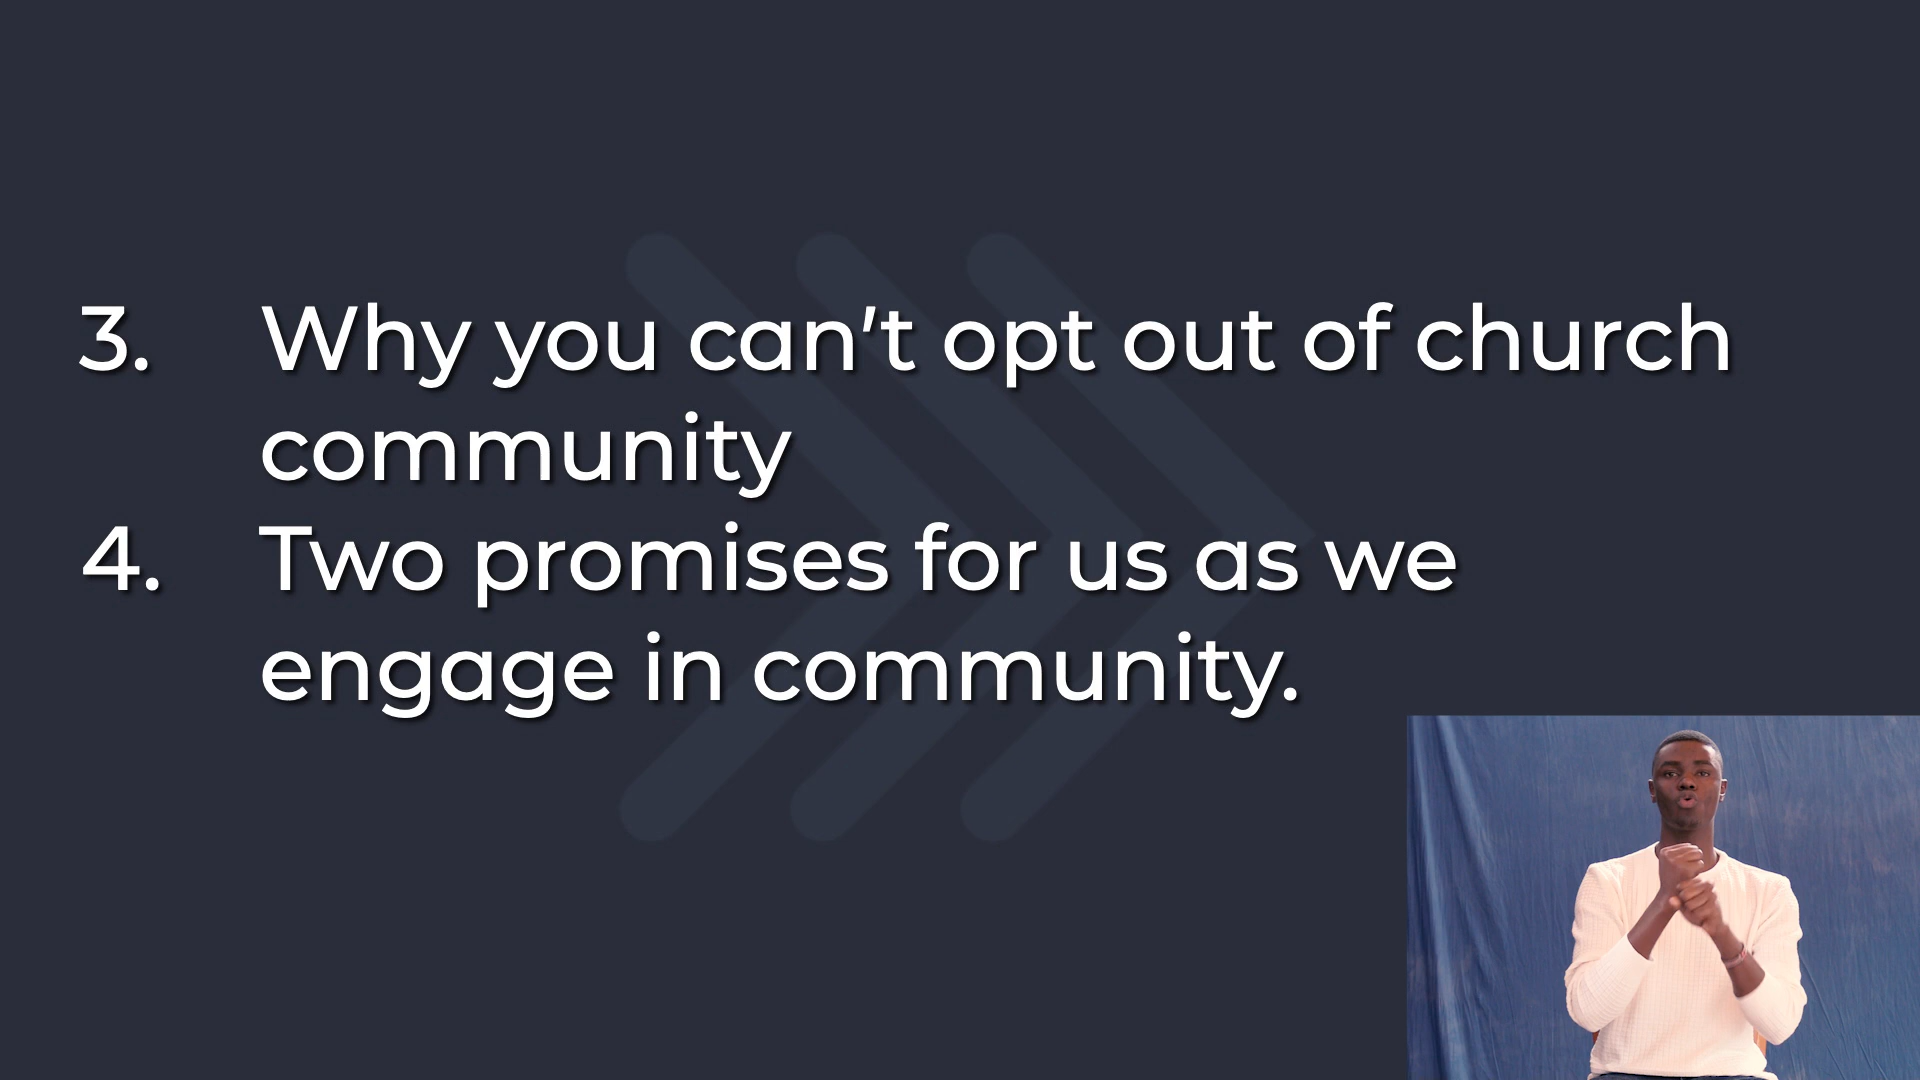 3. Why you can't opt out of church
community
4. Two promises for us as we
engage in community.